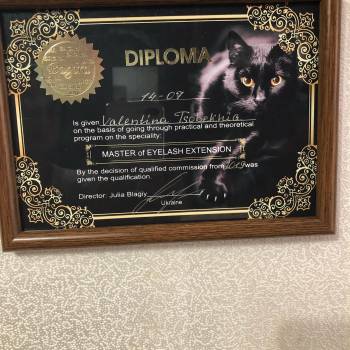 DIPLOMA
14-09
Is given Valentina
on the basis of going through practical and theoretical
program on the speciality:
MASTER of EYELASH EXTENSION
By the decision of qualified commission from 2019 was
given the qualification.
Director: Julia Blagiy
Ukraine